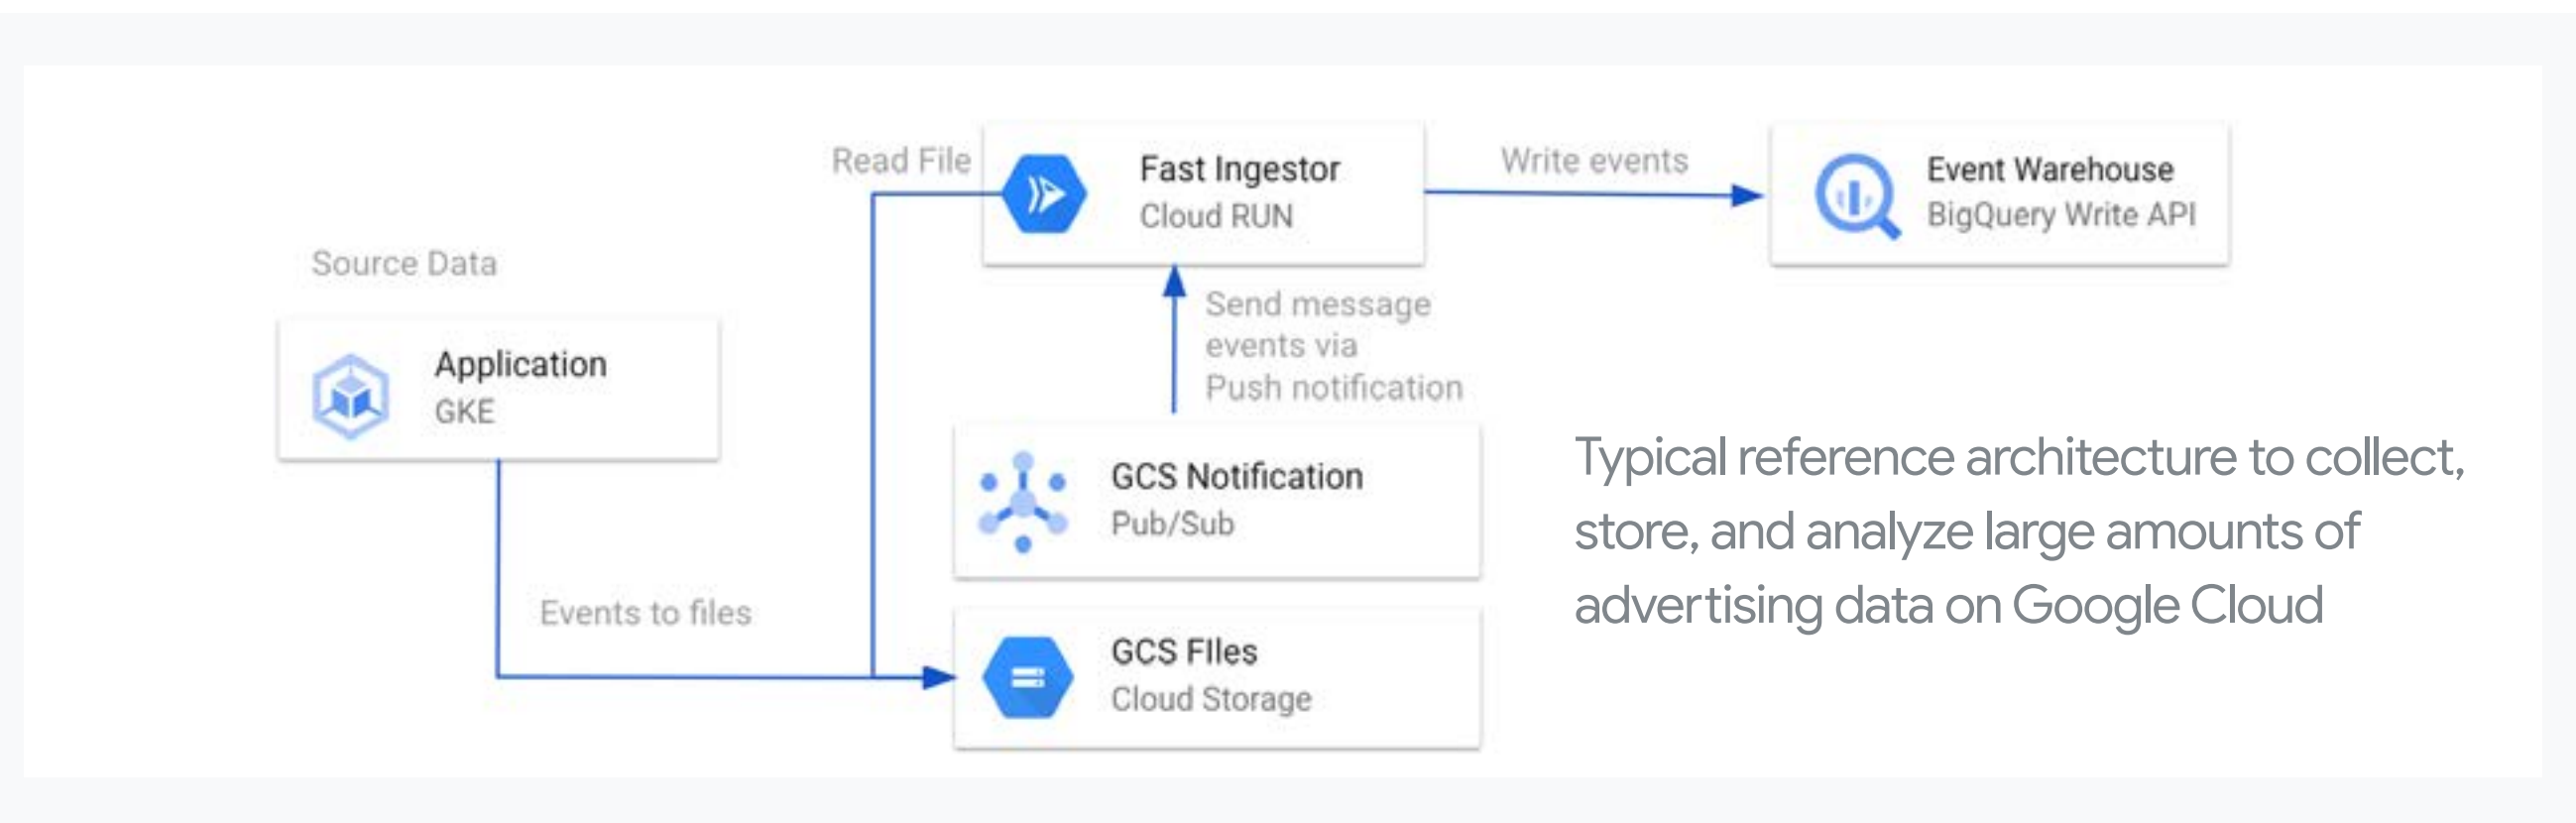 Read File
Fast Ingestor
Cloud RUN
Write events
Event Warehouse
BigQuery Write API
Source Data
Application
GKE
Send message
events via
Push notification
GCS Notification
Pub/Sub
Events to files
GCS FIles
Cloud Storage
Typical reference architecture to collect,
store, and analyze large amounts of
advertising data on Google Cloud